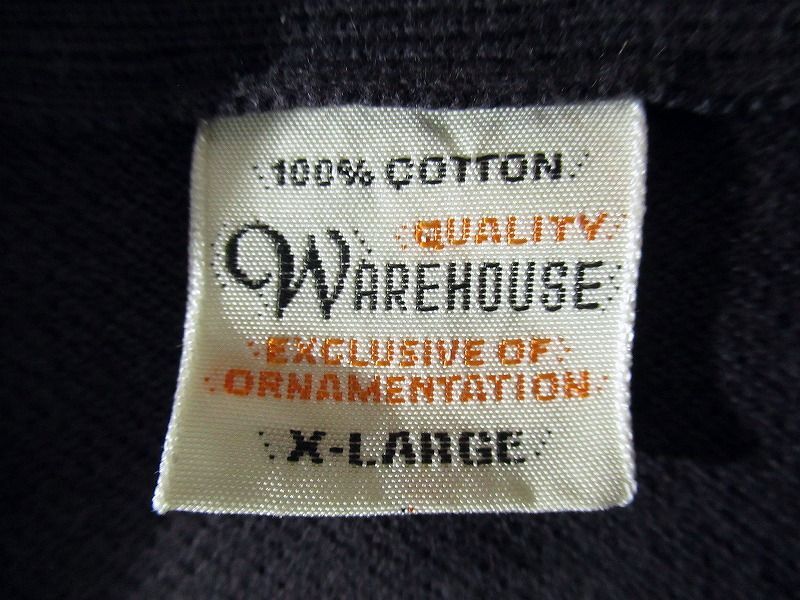 100% COTTON
QUALITY
WAREHOUSE
EXCLUSIVE OF
ORNAMENTATION
X-LARGE